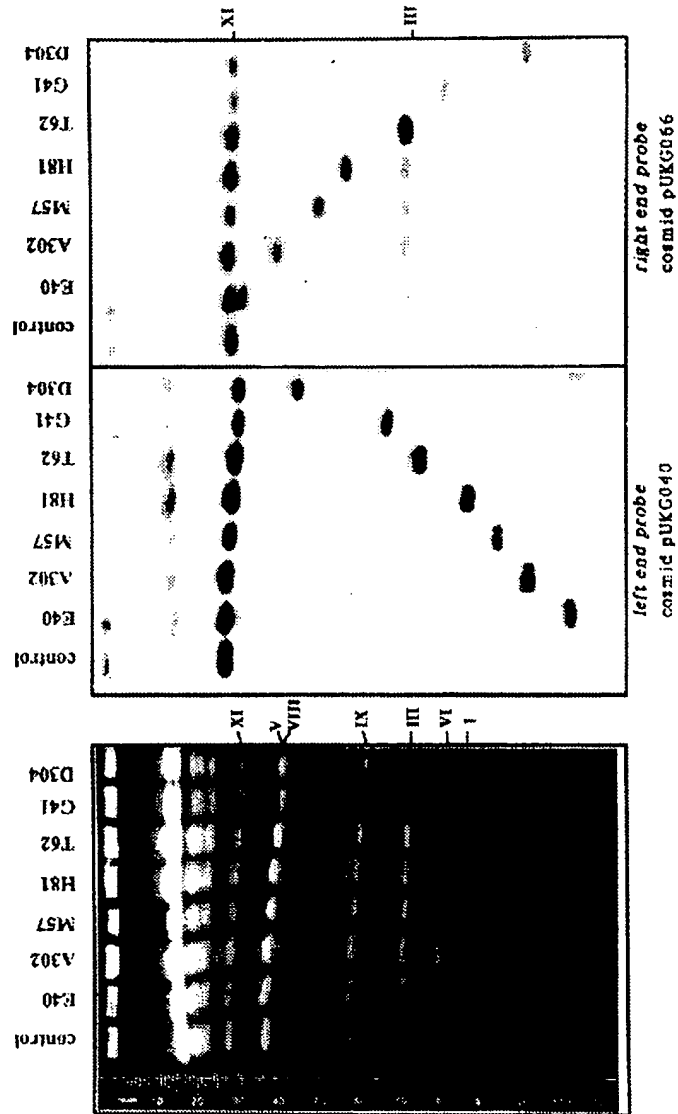 control
E40
A302
M57
H81
T62
G41
D304
XI
V
VIII
IX
III
VI
I
control
E40
A302
M57
H81
T62
G41
D304
left end probe
cosmid pUKG040
control
E40
A302
M57
H81
T62
G41
D304
right end probe
cosmid pUKG066
XI
III